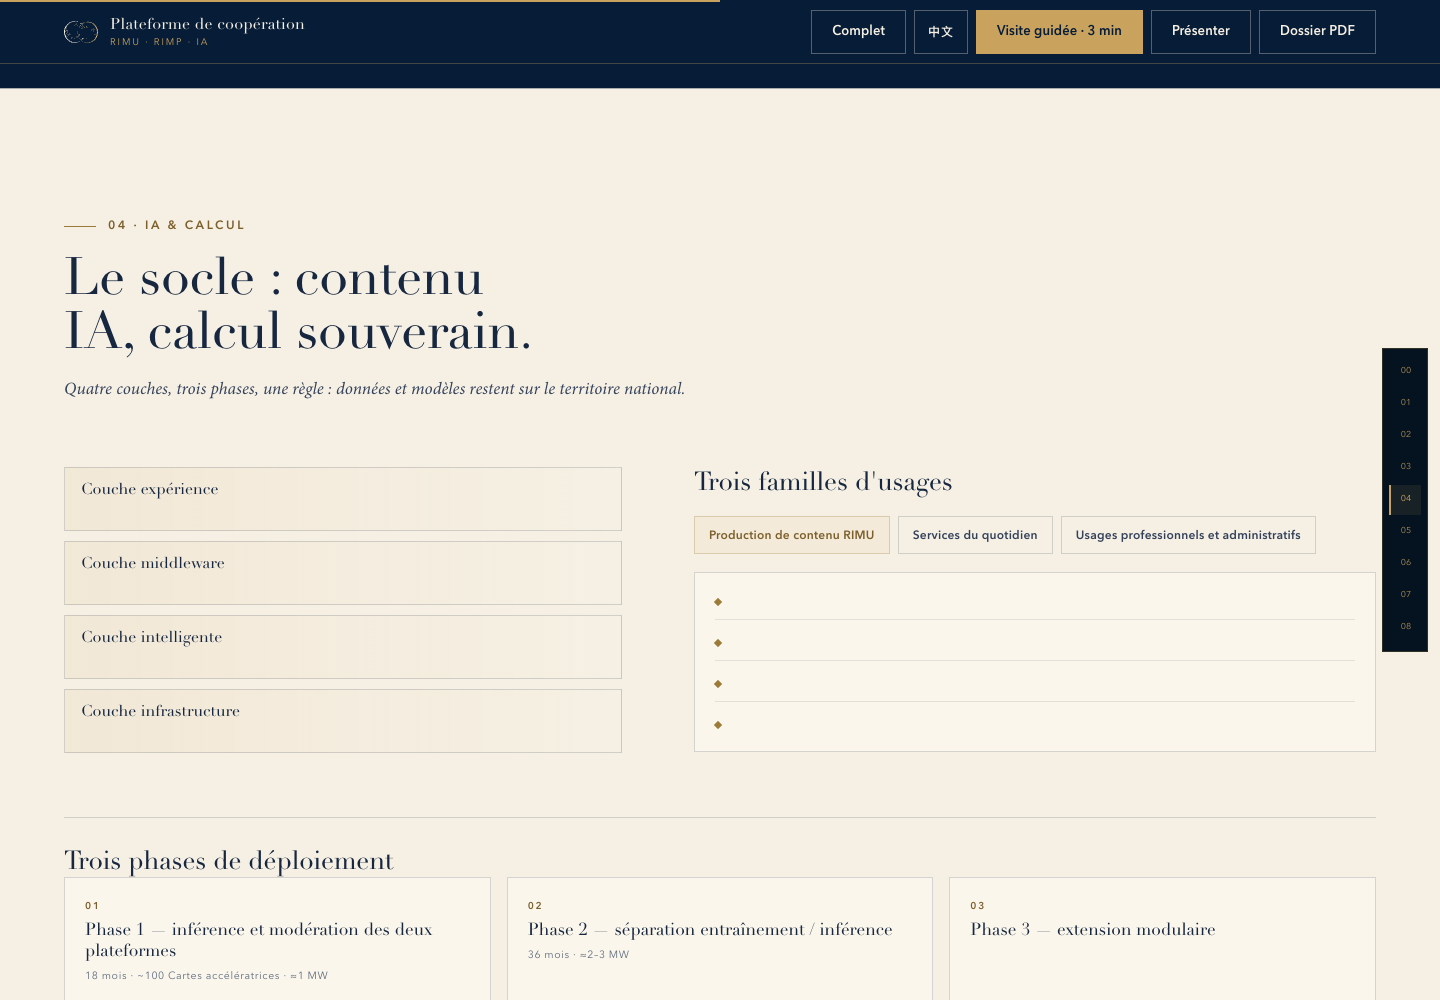 Plateforme de coopération
RIMU · RIMP · IA
Complet
中文
Visite guidée · 3 min
Présenter
Dossier PDF
04 · IA & CALCUL
Le socle : contenu
IA, calcul souverain.
Quatre couches, trois phases, une règle : données et modèles restent sur le territoire national.
Couche expérience
Couche middleware
Couche intelligente
Couche infrastructure
Trois familles d'usages
Production de contenu RIMU
Services du quotidien
Usages professionnels et administratifs
00
01
02
03
04
05
06
07
08
Trois phases de déploiement
01
Phase 1 — inférence et modération des deux
plateformes
18 mois · ~100 Cartes accélératrices · ≈1 MW
02
Phase 2 — séparation entraînement / inférence
36 mois · ≈2–3 MW
03
Phase 3 — extension modulaire